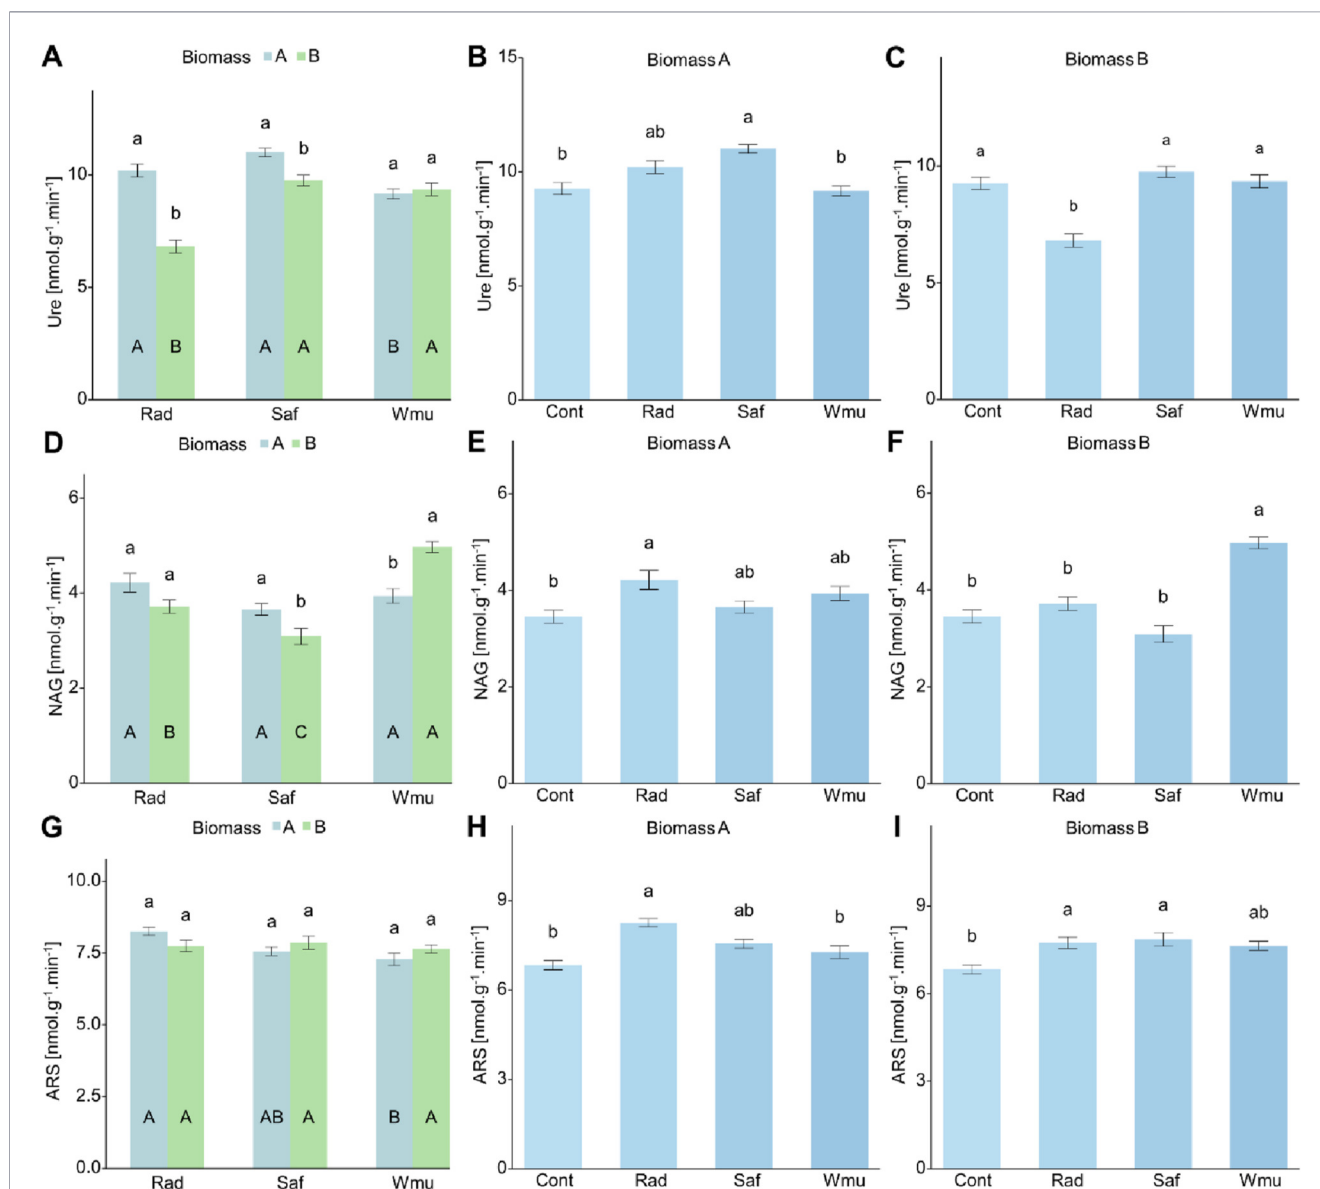 A
Biomass A B
Ure [nmol.g-1.min-1]
10
5
0
a
b
a
b
a
a
A
B
A
A
B
A
Rad Saf Wmu
B
Biomass A
Ure [nmol.g-1.min-1]
15
10
5
0
b
ab
a
b
Cont Rad Saf Wmu
C
Biomass B
Ure [nmol.g-1.min-1]
10
5
0
a
b
a
a
Cont Rad Saf Wmu
D
Biomass A B
NAG [nmol.g-1.min-1]
6
4
2
0
a
a
a
b
b
a
A
B
A
C
A
A
Rad Saf Wmu
E
Biomass A
NAG [nmol.g-1.min-1]
6
4
2
0
b
a
ab
ab
Cont Rad Saf Wmu
F
Biomass B
NAG [nmol.g-1.min-1]
6
4
2
0
b
b
b
a
Cont Rad Saf Wmu
G
Biomass A B
ARS [nmol.g-1.min-1]
10.0
7.5
5.0
2.5
0.0
a
a
a
a
a
a
A
A
AB
A
B
A
Rad Saf Wmu
H
Biomass A
ARS [nmol.g-1.min-1]
9
6
3
0
b
a
ab
b
Cont Rad Saf Wmu
I
Biomass B
ARS [nmol.g-1.min-1]
9
6
3
0
b
a
a
ab
Cont Rad Saf Wmu